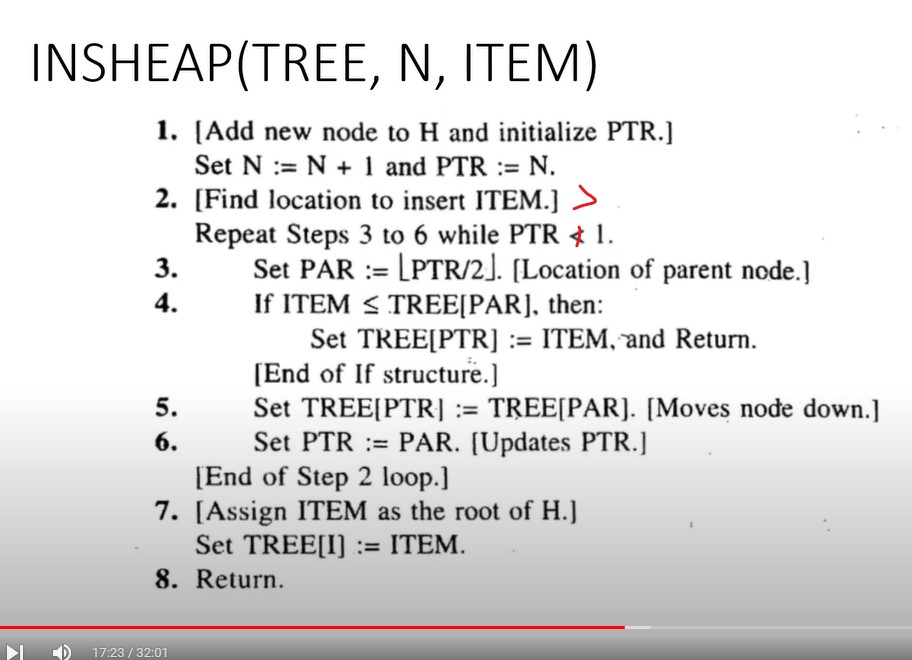 INSHEAP(TREE, N, ITEM)
1. [Add new node to H and initialize PTR.]
Set N := N + 1 and PTR := N.
2. [Find location to insert ITEM.] >
Repeat Steps 3 to 6 while PTR < 1.
3. Set PAR := ⌊PTR/2⌋. [Location of parent node.]
4. If ITEM ≤ TREE[PAR], then:
Set TREE[PTR] := ITEM, and Return.
[End of If structure.]
5. Set TREE[PTR] := TREE[PAR]. [Moves node down.]
6. Set PTR := PAR. [Updates PTR.]
[End of Step 2 loop.]
7. [Assign ITEM as the root of H.]
Set TREE[I] := ITEM.
8. Return.
17:23 / 32:01